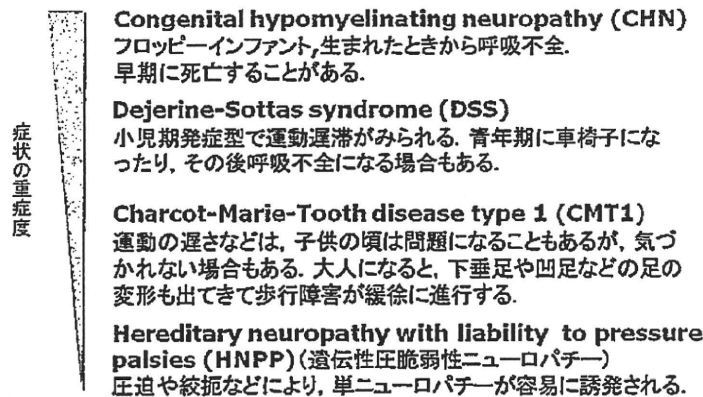 症状の重症度
Congenital hypomyelinating neuropathy (CHN)
フロッピーインファント,生まれたときから呼吸不全.
早期に死亡することがある.
Dejerine-Sottas syndrome (DSS)
小児期発症型で運動遅滞がみられる. 青年期に車椅子にな
ったり, その後呼吸不全になる場合もある.
Charcot-Marie-Tooth disease type 1 (CMT1)
運動の遅さなどは, 子供の頃は問題になることもあるが, 気づ
かれない場合もある. 大人になると, 下垂足や凹足などの足の
変形も出てきて歩行障害が緩徐に進行する.
Hereditary neuropathy with liability to pressure
palsies (HNPP)(遺伝性圧脆弱性ニューロパチー)
圧迫や絞扼などにより, 単ニューロパチーが容易に誘発される.